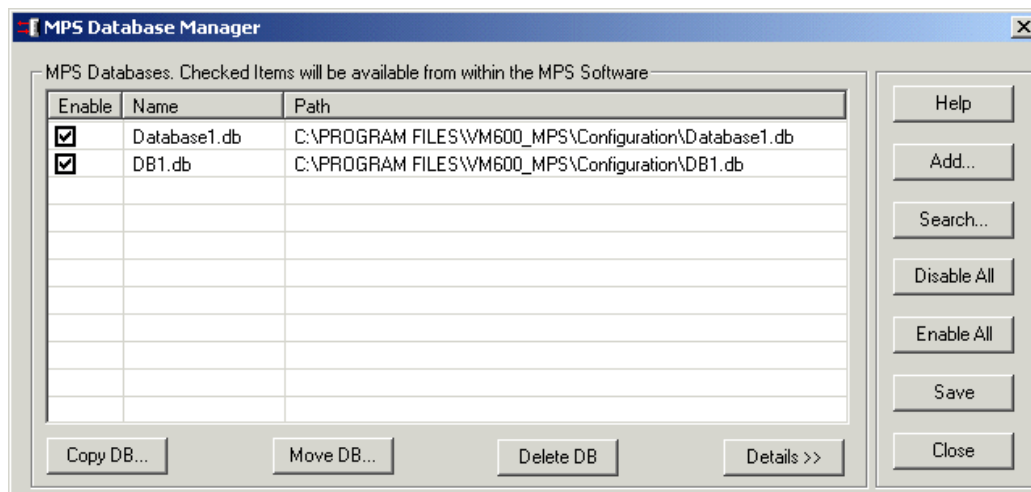 MPS Database Manager
MPS Databases. Checked Items will be available from within the MPS Software
Enable Name Path
Database1.db C:\PROGRAM FILES\VM600_MPS\Configuration\Database1.db
DB1.db C:\PROGRAM FILES\VM600_MPS\Configuration\DB1.db
Copy DB... Move DB... Delete DB Details >>
Help
Add...
Search...
Disable All
Enable All
Save
Close